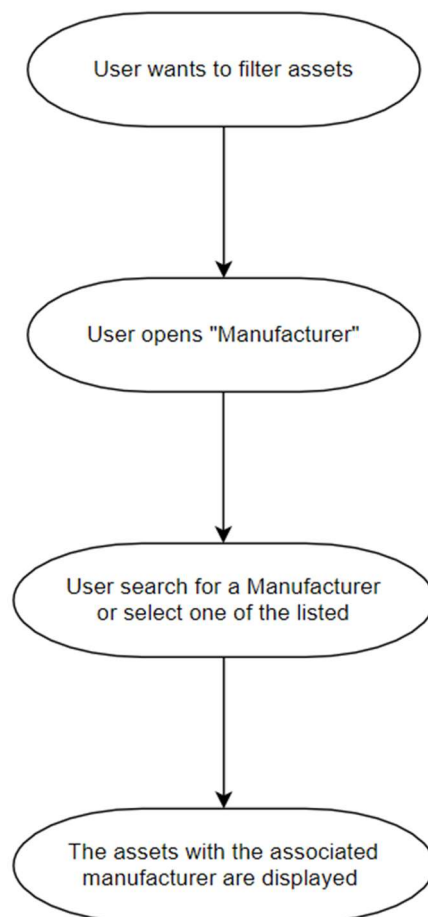 User wants to filter assets
User opens "Manufacturer"
User search for a Manufacturer
or select one of the listed
The assets with the associated
manufacturer are displayed